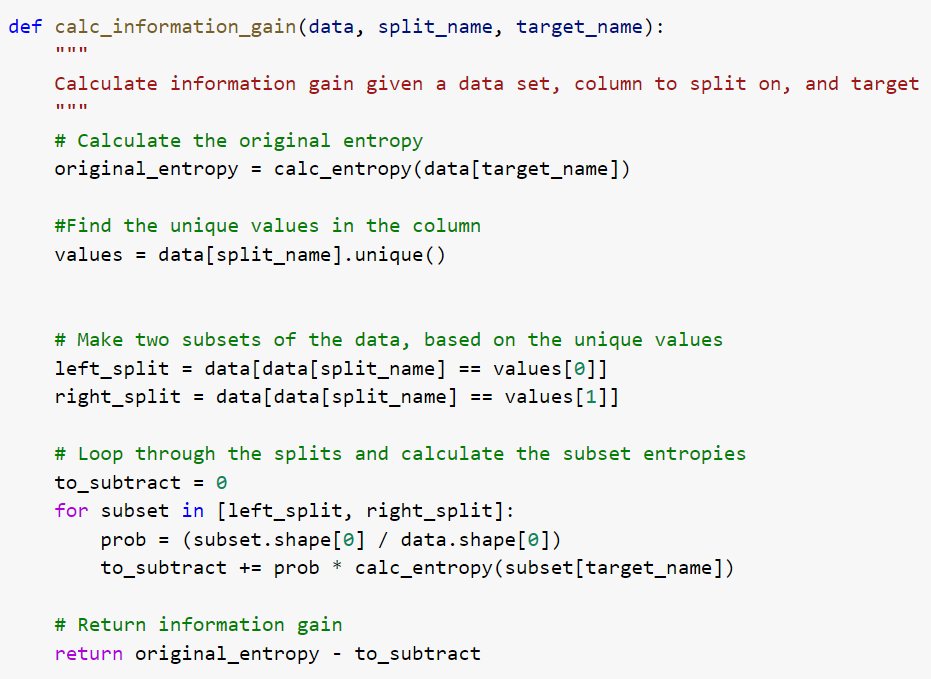 def calc_information_gain(data, split_name, target_name):
    """
    Calculate information gain given a data set, column to split on, and target
    """
    # Calculate the original entropy
    original_entropy = calc_entropy(data[target_name])

    #Find the unique values in the column
    values = data[split_name].unique()


    # Make two subsets of the data, based on the unique values
    left_split = data[data[split_name] == values[0]]
    right_split = data[data[split_name] == values[1]]

    # Loop through the splits and calculate the subset entropies
    to_subtract = 0
    for subset in [left_split, right_split]:
        prob = (subset.shape[0] / data.shape[0])
        to_subtract += prob * calc_entropy(subset[target_name])

    # Return information gain
    return original_entropy - to_subtract